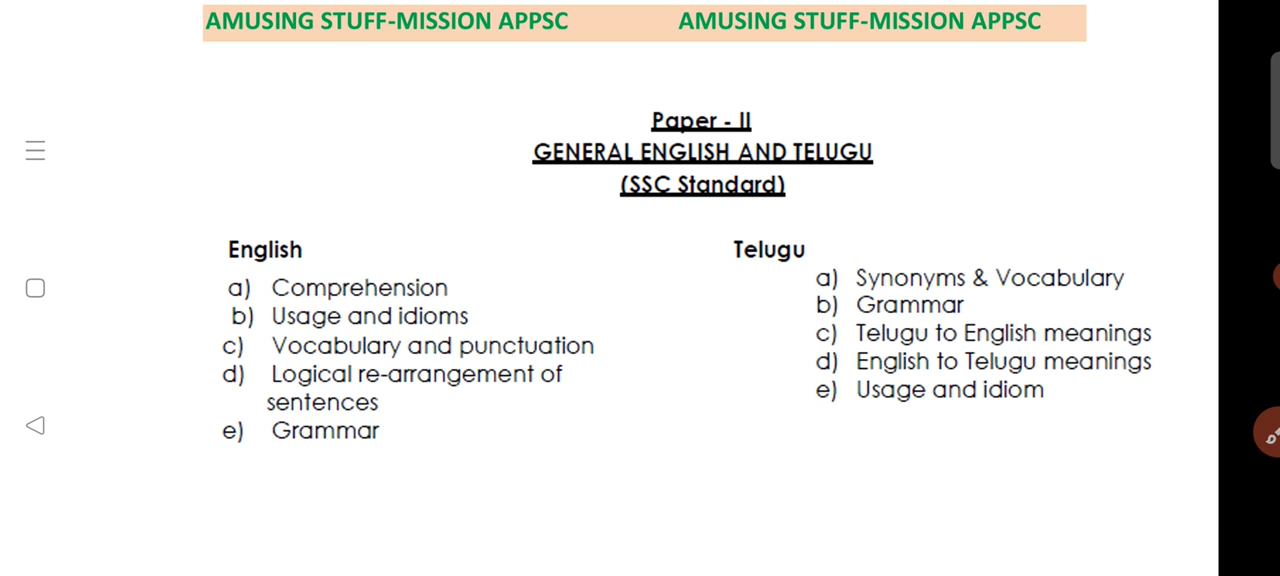 AMUSING STUFF-MISSION APPSC AMUSING STUFF-MISSION APPSC
Paper - II
GENERAL ENGLISH AND TELUGU
(SSC Standard)
English
a) Comprehension
b) Usage and idioms
c) Vocabulary and punctuation
d) Logical re-arrangement of
sentences
e) Grammar
Telugu
a) Synonyms & Vocabulary
b) Grammar
c) Telugu to English meanings
d) English to Telugu meanings
e) Usage and idiom